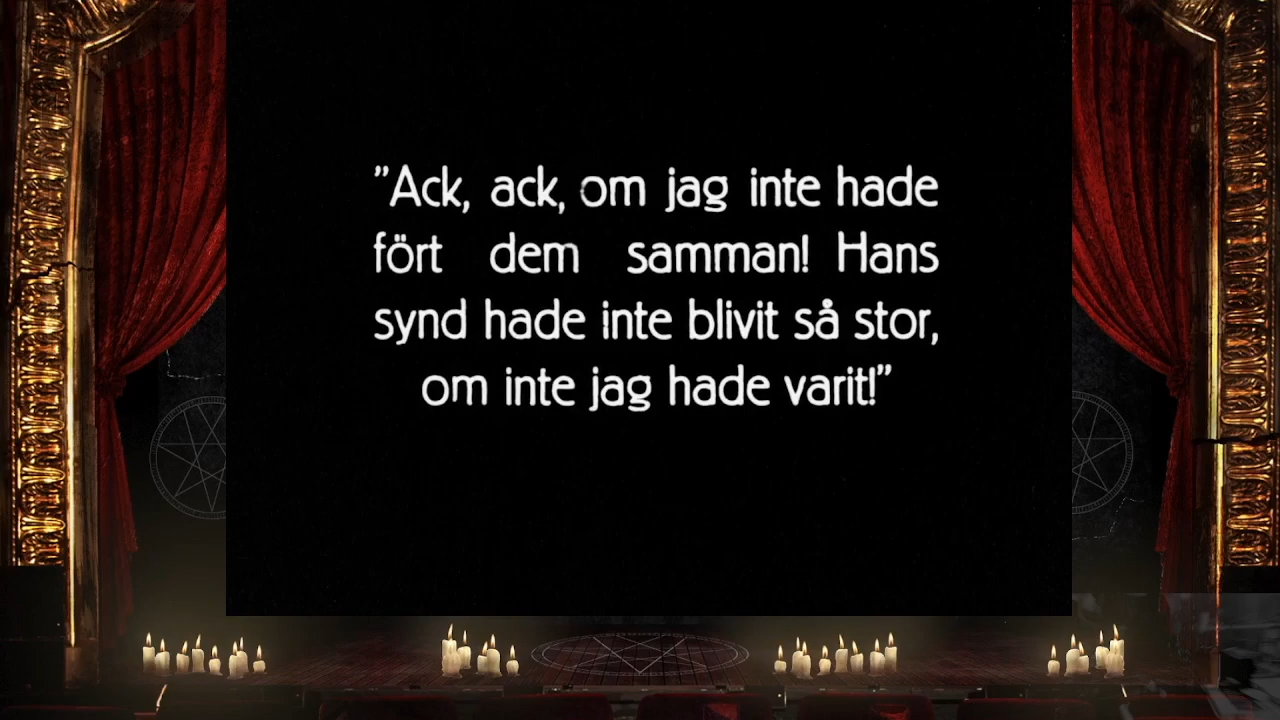 ”Ack, ack, om jag inte hade
fört dem samman! Hans
synd hade inte blivit så stor,
om inte jag hade varit!”